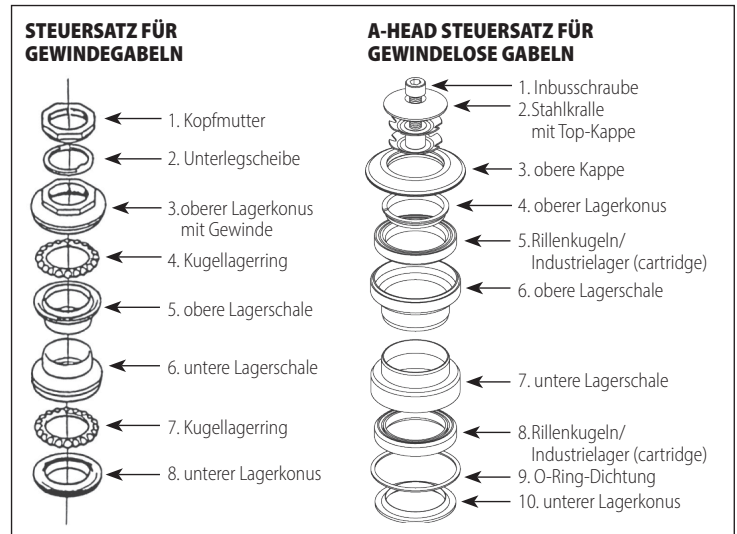 STEUERSATZ FÜR
GEWINDEGABELN
1. Kopfmutter
2. Unterlegscheibe
3.oberer Lagerkonus
mit Gewinde
4. Kugellagerring
5. obere Lagerschale
6. untere Lagerschale
7. Kugellagerring
8. unterer Lagerkonus
A-HEAD STEUERSATZ FÜR
GEWINDELOSE GABELN
1. Inbusschraube
2.Stahlkralle
mit Top-Kappe
3. obere Kappe
4. oberer Lagerkonus
5.Rillenkugeln/
Industrielager (cartridge)
6. obere Lagerschale
7. untere Lagerschale
8.Rillenkugeln/
Industrielager (cartridge)
9. O-Ring-Dichtung
10. unterer Lagerkonus